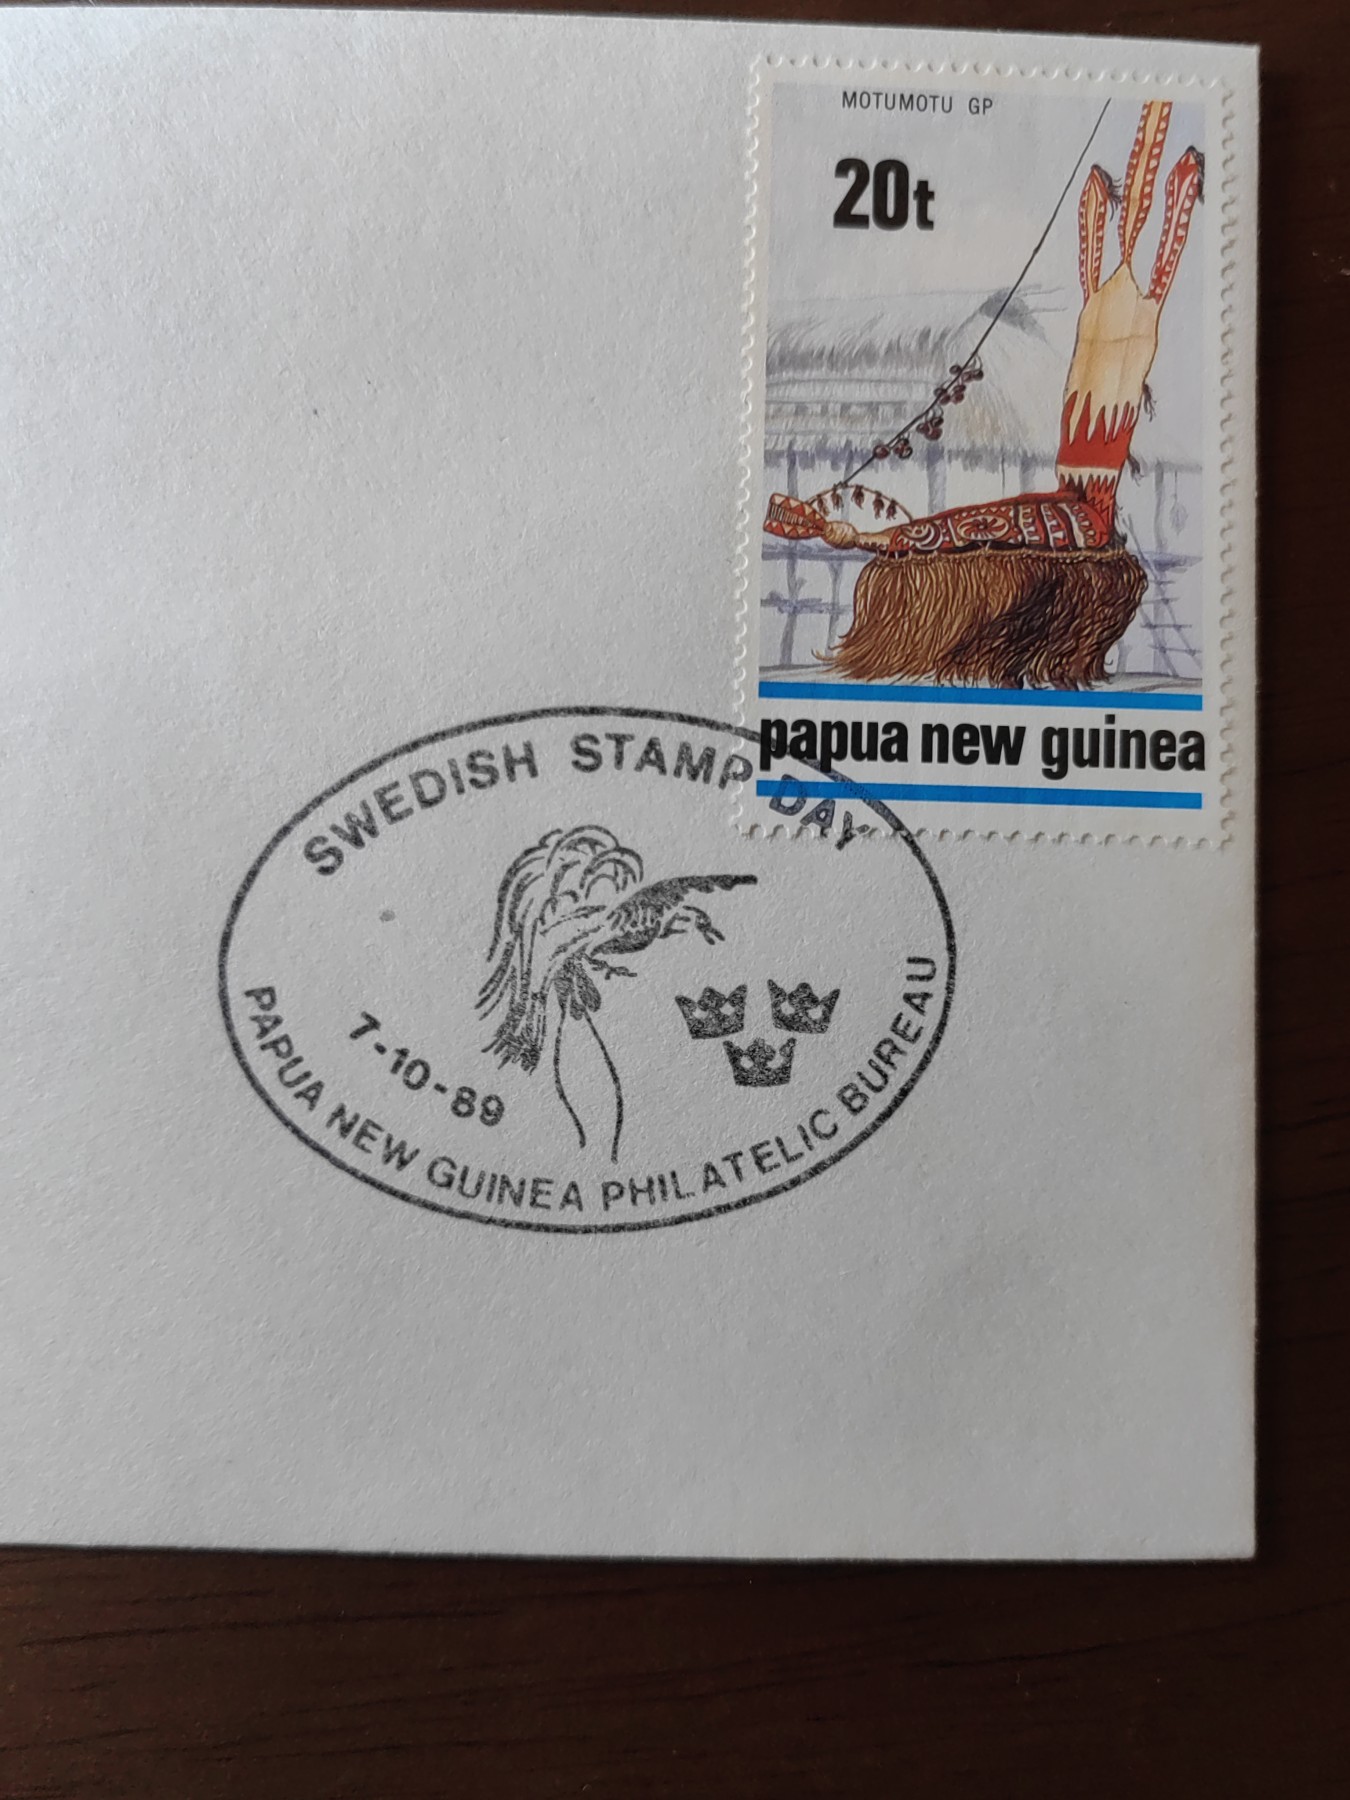 MOTUMOTU GP
20t
papua new guinea
SWEDISH STAMP DAY
7-10-89
PAPUA NEW GUINEA PHILATELIC BUREAU